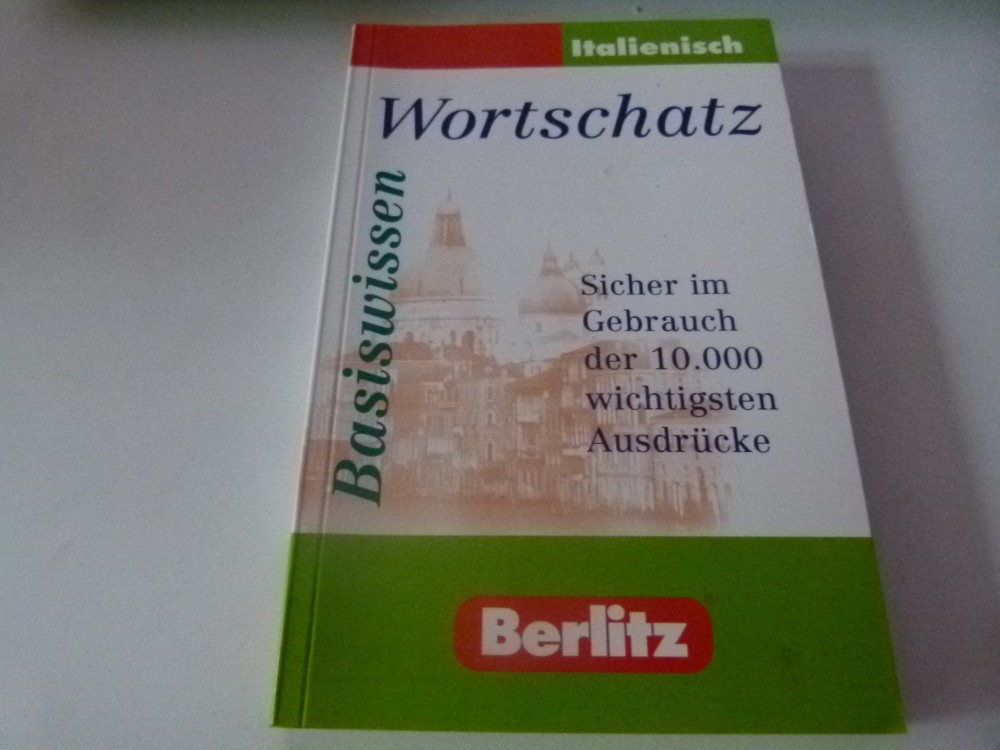 Italienisch
Wortschatz
Basiswissen
Sicher im
Gebrauch
der 10.000
wichtigsten
Ausdrücke
Berlitz